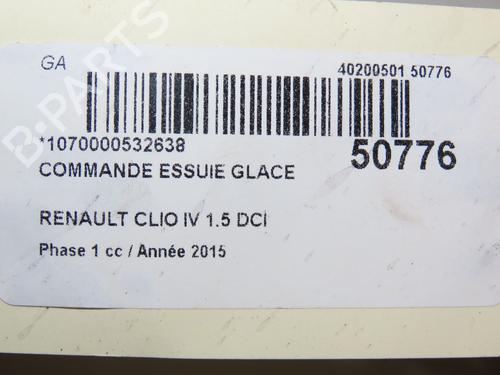 GA
40200501 50776
*1070000532638
50776
COMMANDE ESSUIE GLACE
RENAULT CLIO IV 1.5 DCI
Phase 1 cc / Année 2015
B-PARTS